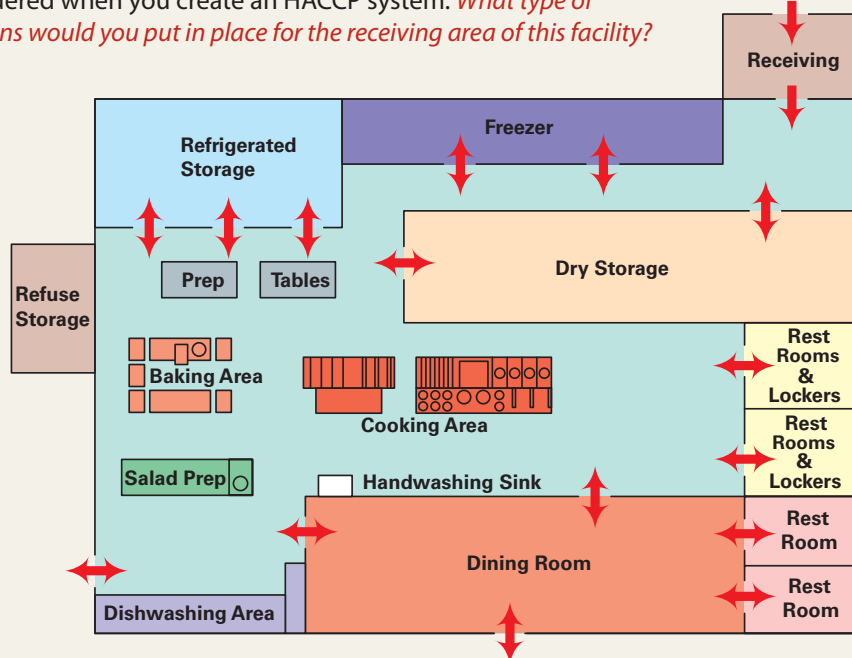 dered when you create an HACCP system. What type of
ns would you put in place for the receiving area of this facility?
Receiving
Freezer
Refrigerated
Storage
Dry Storage
Prep
Tables
Refuse
Storage
Rest
Rooms
&
Lockers
Baking Area
Cooking Area
Rest
Rooms
&
Lockers
Salad Prep
Handwashing Sink
Rest
Room
Dining Room
Rest
Room
Dishwashing Area